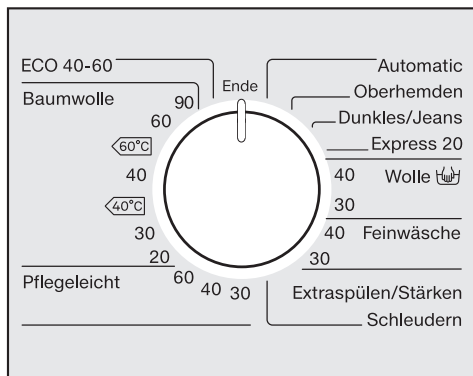 Ende
ECO 40-60
Baumwolle
90
60
60°C
40
40°C
30
20
Pflegeleicht
60
40
30
Automatic
Oberhemden
Dunkles/Jeans
Express 20
40 Wolle
30
40 Feinwäsche
30
Extraspülen/Stärken
Schleudern